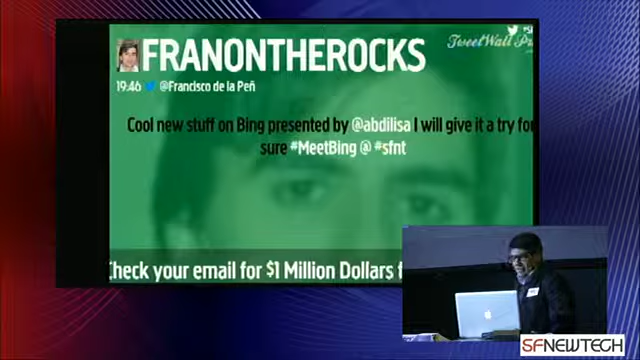 FRANONTHEROCKS
TweetWall Pr
19:46 @Francisco de la Peñ
Cool new stuff on Bing presented by @abdilisa I will give it a try for
sure #MeetBing @ #sfnt
Check your email for $1 Million Dollars
SFNEWTECH